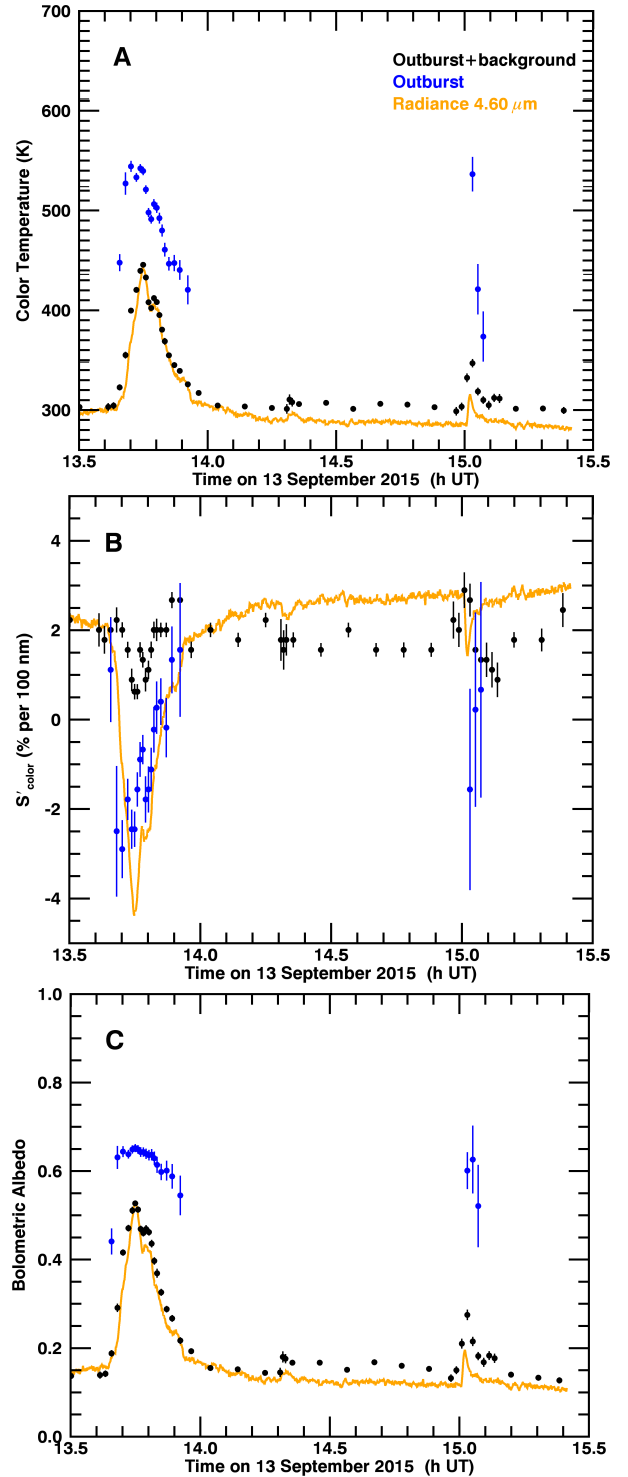 700
A
Outburst+background
Outburst
Radiance 4.60 μm
600
500
400
300
Color Temperature (K)
13.5 14.0 14.5 15.0 15.5
Time on 13 September 2015 (h UT)
B
4
2
0
-2
-4
S′color (% per 100 nm)
13.5 14.0 14.5 15.0 15.5
Time on 13 September 2015 (h UT)
1.0
C
0.8
0.6
0.4
0.2
0.0
Bolometric Albedo
13.5 14.0 14.5 15.0 15.5
Time on 13 September 2015 (h UT)